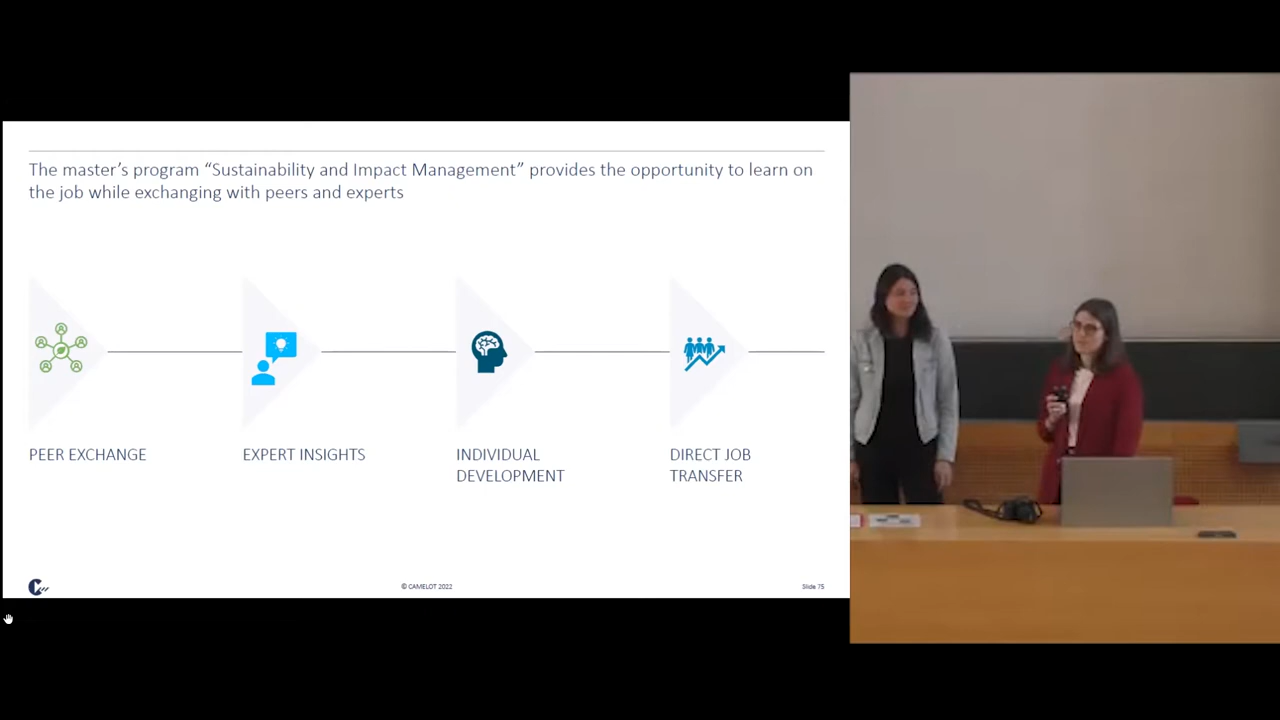 The master’s program “Sustainability and Impact Management” provides the opportunity to learn on
the job while exchanging with peers and experts
PEER EXCHANGE
EXPERT INSIGHTS
INDIVIDUAL
DEVELOPMENT
DIRECT JOB
TRANSFER
© CAMELOT 2022
Slide 75